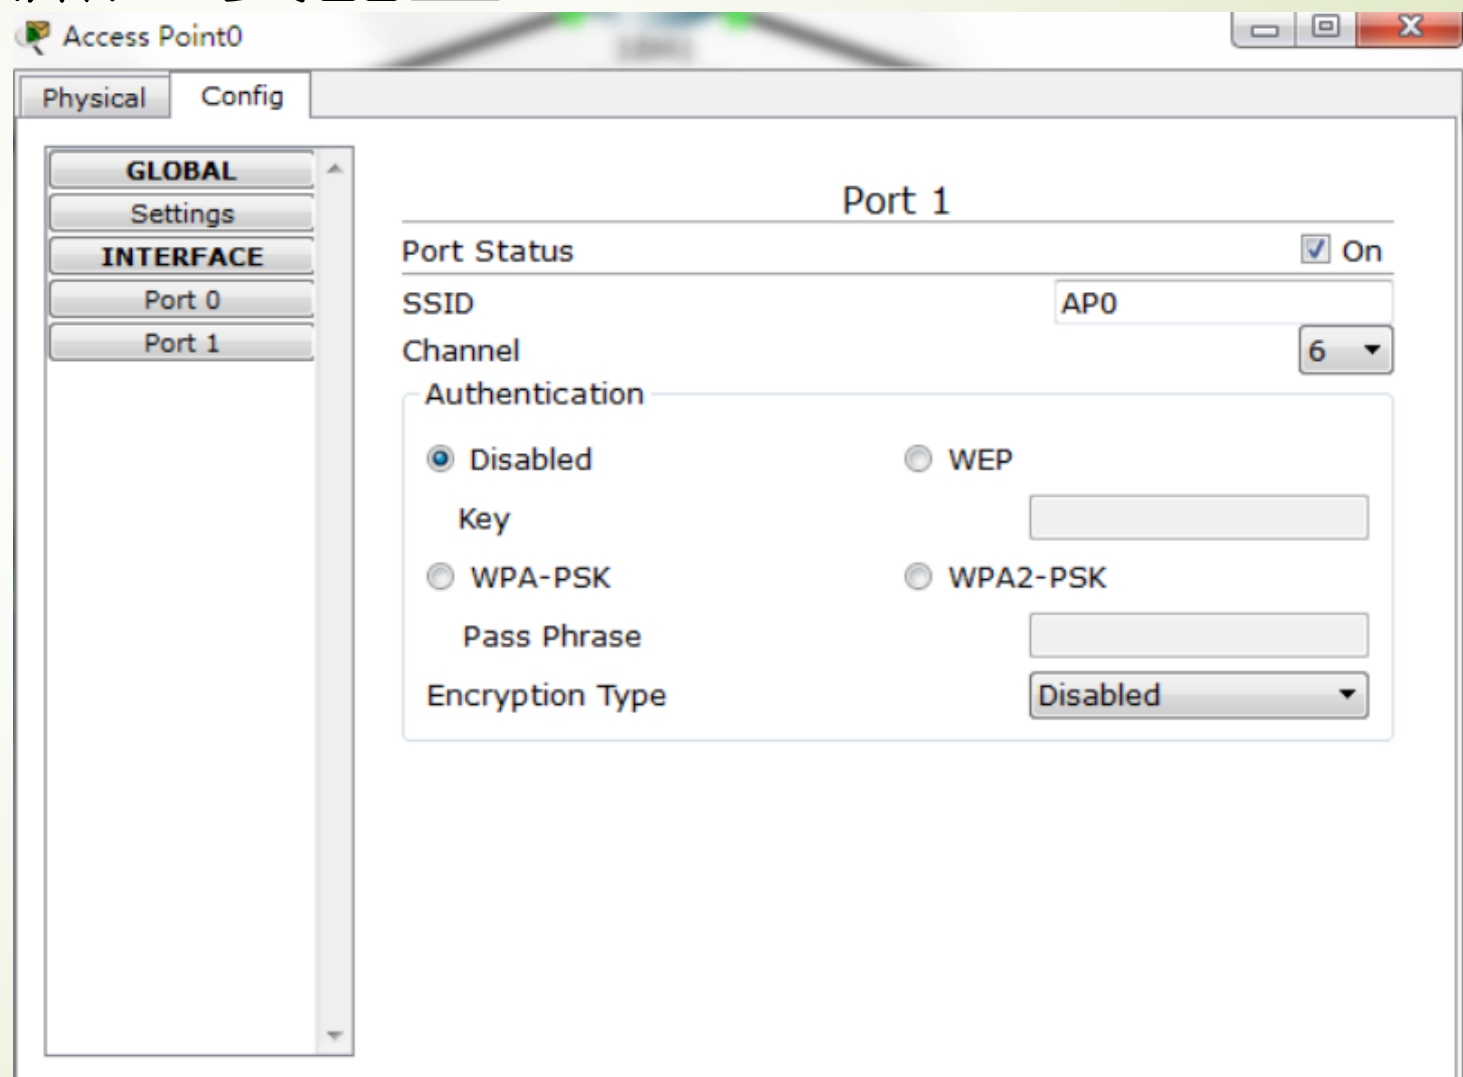 Access Point0
Physical Config
GLOBAL
Settings
INTERFACE
Port 0
Port 1
Port 1
Port Status On
SSID AP0
Channel 6
Authentication
Disabled WEP
Key
WPA-PSK WPA2-PSK
Pass Phrase
Encryption Type Disabled